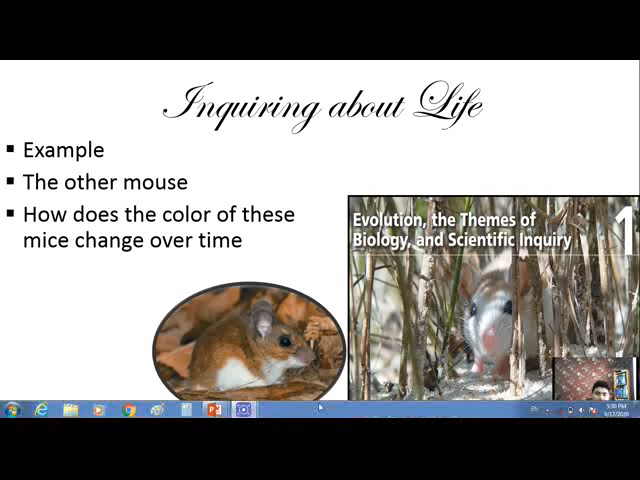 Inquiring about Life
Example
The other mouse
How does the color of these
mice change over time
Evolution, the Themes of
Biology, and Scientific Inquiry
1
EN
5:30 PM
9/17/2020